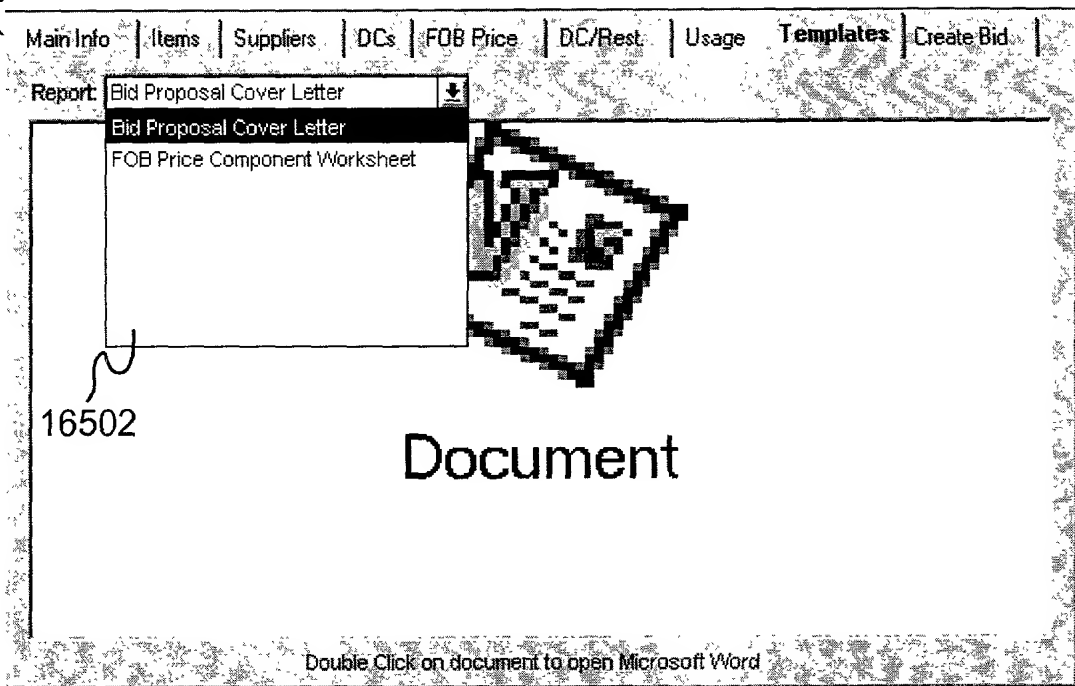 Main Info Items Suppliers DCs FOB Price DC/Rest. Usage Templates Create Bid
Report: Bid Proposal Cover Letter
Bid Proposal Cover Letter
FOB Price Component Worksheet
16502
Document
Double Click on document to open Microsoft Word